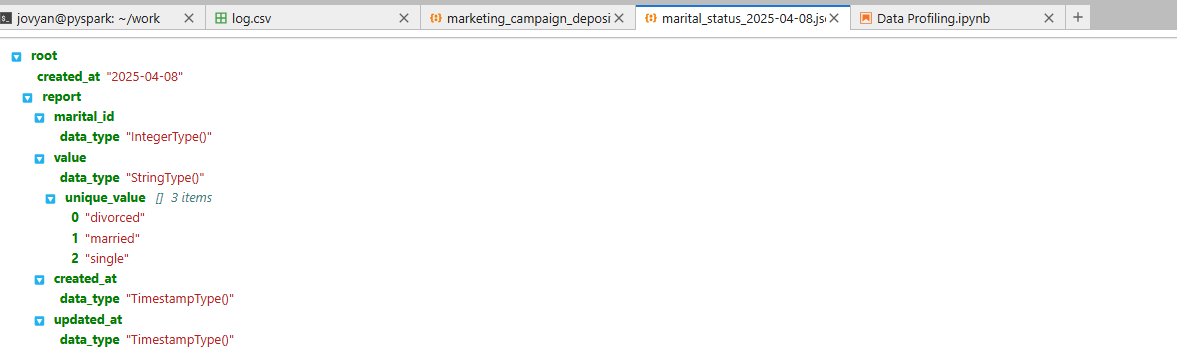 jovyan@pyspark: ~/work
log.csv
marketing_campaign_deposi
marital_status_2025-04-08.js
Data Profiling.ipynb
root
created_at "2025-04-08"
report
marital_id
data_type "IntegerType()"
value
data_type "StringType()"
unique_value [] 3 items
0 "divorced"
1 "married"
2 "single"
created_at
data_type "TimestampType()"
updated_at
data_type "TimestampType()"